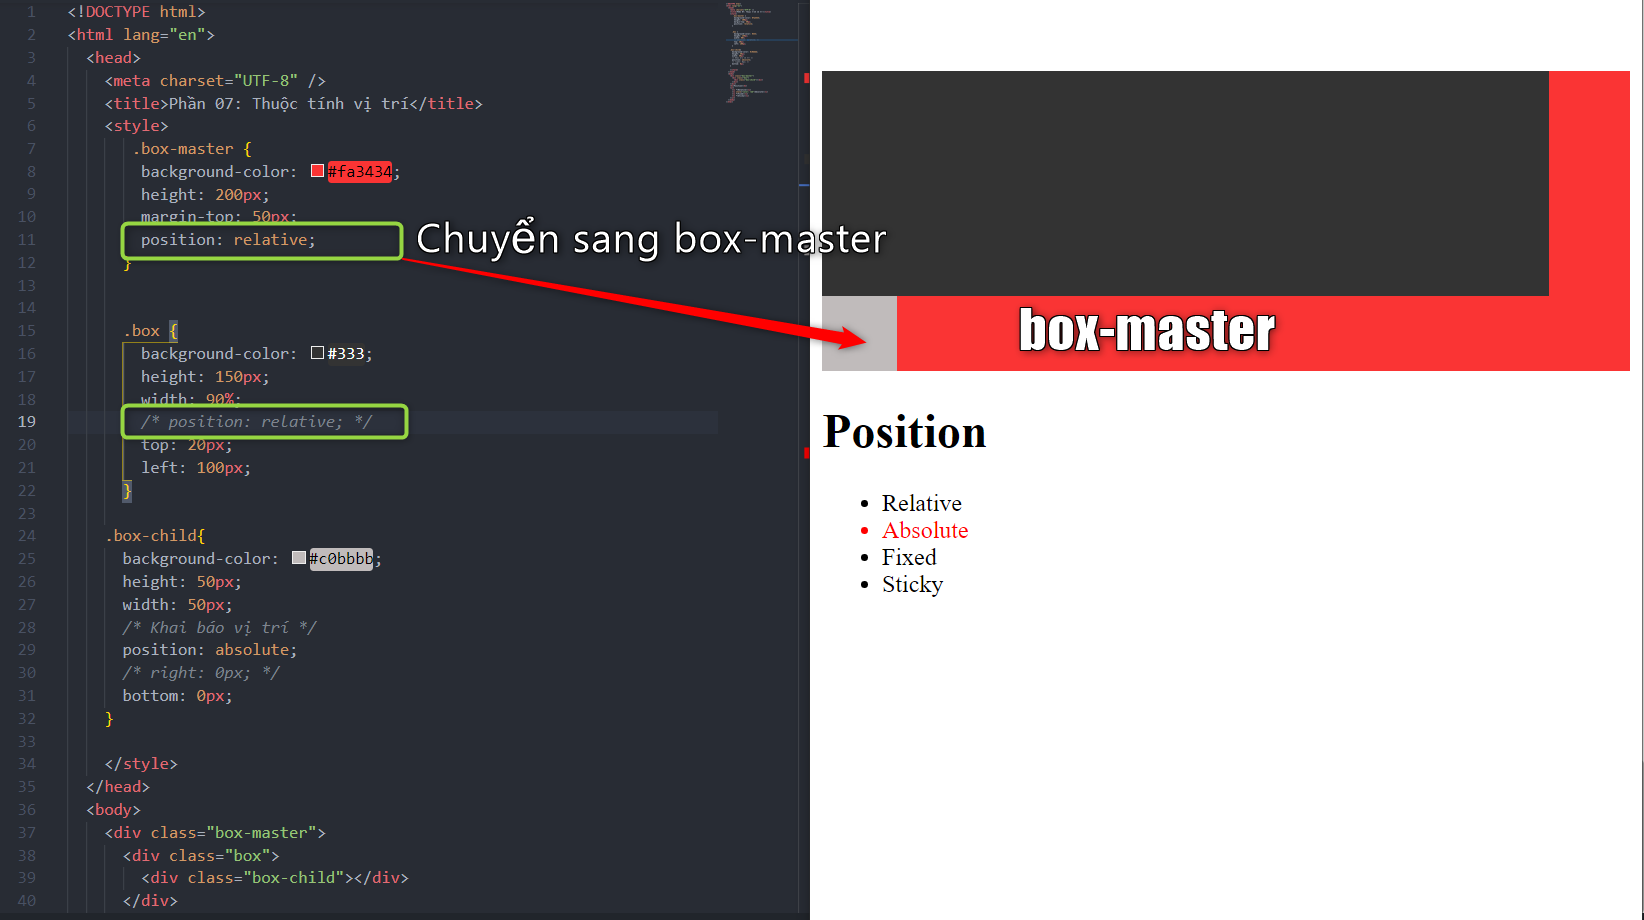 1 <!DOCTYPE html>
2 <html lang="en">
3 <head>
4 <meta charset="UTF-8" />
5 <title>Phần 07: Thuộc tính vị trí</title>
6 <style>
7 .box-master {
8 background-color: #fa3434;
9 height: 200px;
10 margin-top: 50px;
11 position: relative;
12 }
13
14
15 .box {
16 background-color: #333;
17 height: 150px;
18 width: 90%;
19 /* position: relative; */
20 top: 20px;
21 left: 100px;
22 }
23
24 .box-child{
25 background-color: #c0bbbb;
26 height: 50px;
27 width: 50px;
28 /* Khai báo vị trí */
29 position: absolute;
30 /* right: 0px; */
31 bottom: 0px;
32 }
33
34 </style>
35 </head>
36 <body>
37 <div class="box-master">
38 <div class="box">
39 <div class="box-child"></div>
40 </div>
Chuyển sang box-master
box-master
Position
Relative
Absolute
Fixed
Sticky